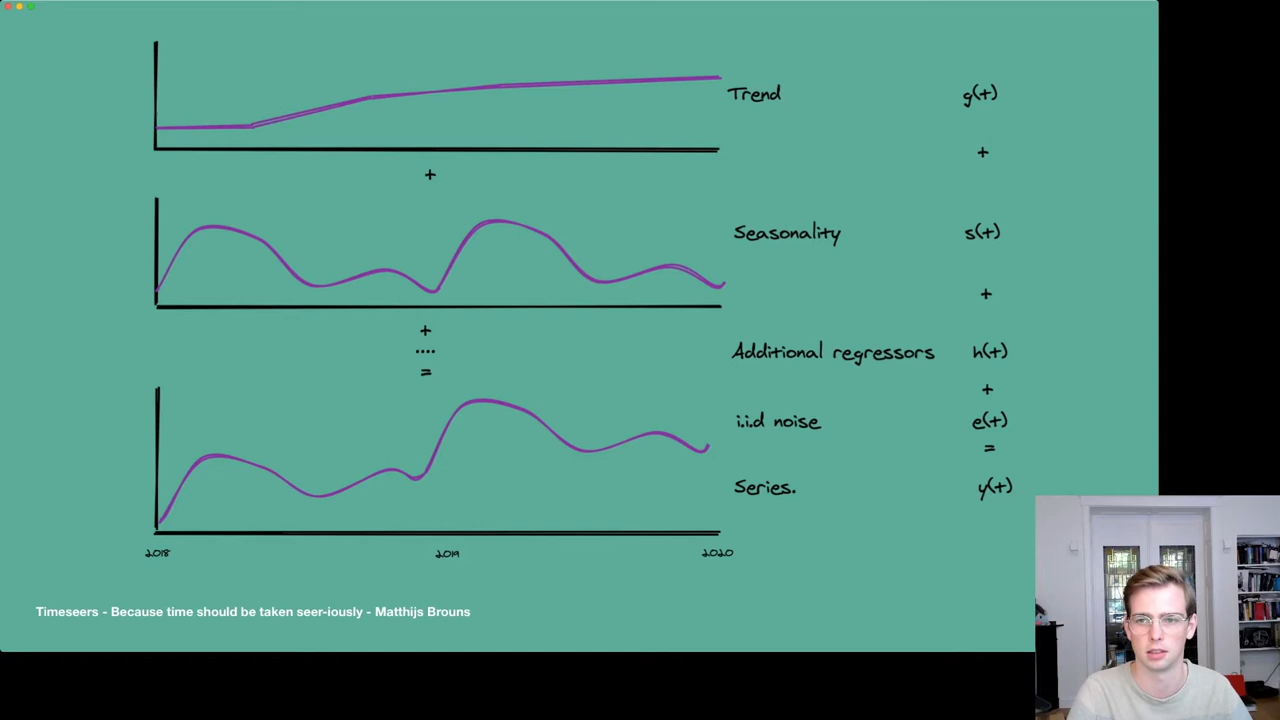 Trend g(t)
+
+
Seasonality s(t)
+
+
....
=
Additional regressors h(t)
+
i.i.d noise e(t)
=
Series. y(t)
2018 2019 2020
Timeseers - Because time should be taken seer-iously - Matthijs Brouns